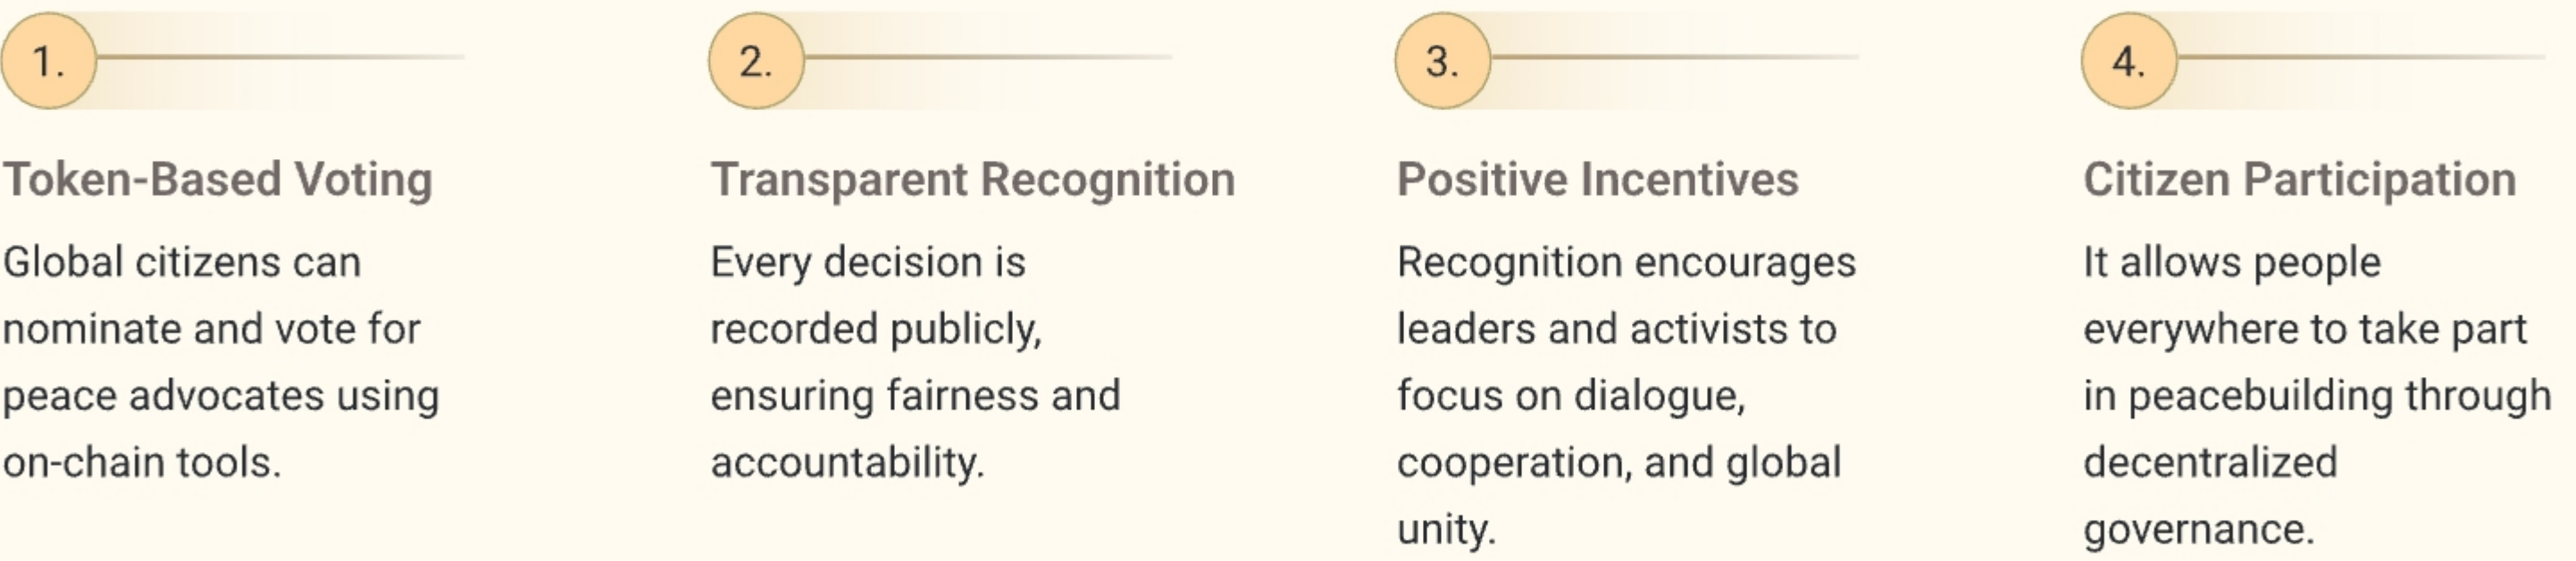 1.
Token-Based Voting
Global citizens can
nominate and vote for
peace advocates using
on-chain tools.
2.
Transparent Recognition
Every decision is
recorded publicly,
ensuring fairness and
accountability.
3.
Positive Incentives
Recognition encourages
leaders and activists to
focus on dialogue,
cooperation, and global
unity.
4.
Citizen Participation
It allows people
everywhere to take part
in peacebuilding through
decentralized
governance.